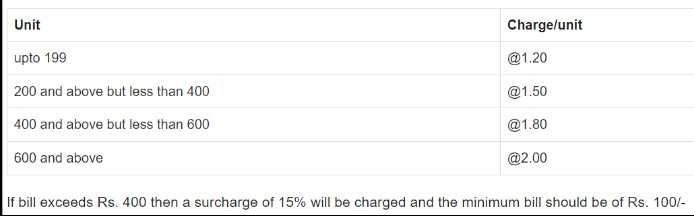 Unit Charge/unit
upto 199 @1.20
200 and above but less than 400 @1.50
400 and above but less than 600 @1.80
600 and above @2.00
If bill exceeds Rs. 400 then a surcharge of 15% will be charged and the minimum bill should be of Rs. 100/-